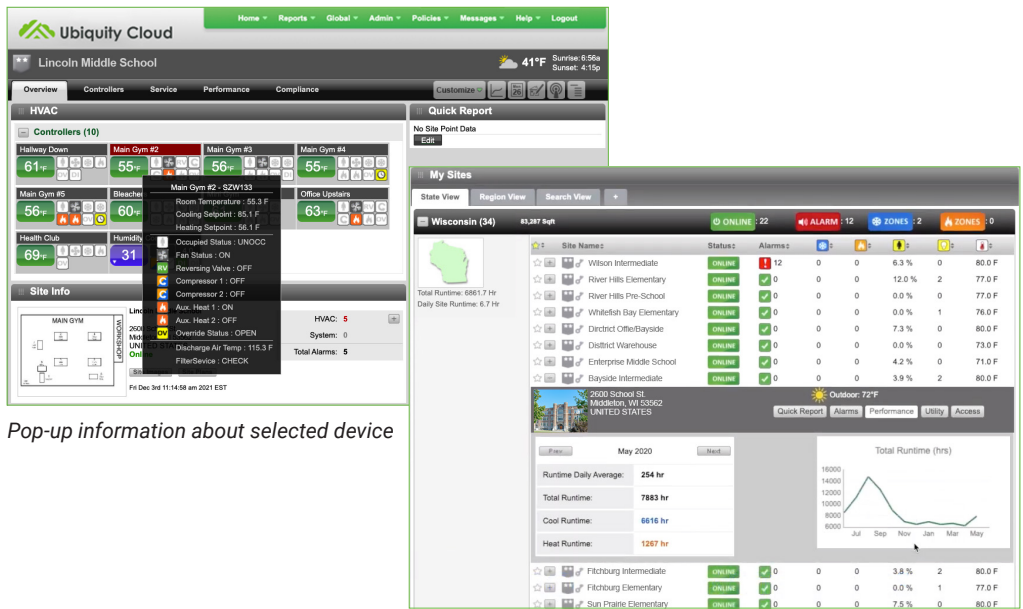 Ubiquity Cloud
Home Reports Global Admin Policies Messages Help Logout
Lincoln Middle School
41°F Sunrise: 6:56a
Sunset: 4:15p
Overview Controllers Service Performance Compliance
Customize
HVAC
Controllers (10)
Hallway Down Main Gym #2 Main Gym #3 Main Gym #4
61°F 55°F 56°F 55°F
Main Gym #5 Bleache Office Upstairs
56°F 60°F 63°F
Health Club Humidity
69°F 31
Main Gym #2 - SZW133
Room Temperature : 55.3 F
Cooling Setpoint : 85.1 F
Heating Setpoint : 56.1 F
Occupied Status : UNOCC
Fan Status : ON
RV Reversing Valve : OFF
C Compressor 1 : OFF
C Compressor 2 : OFF
Aux. Heat 1 : ON
Aux. Heat 2 : OFF
OV Override Status : OPEN
Discharge Air Temp : 115.3 F
FilterSevice : CHECK
Quick Report
No Site Point Data
Edit
Site Info
MAIN GYM
WORKSHOP
HVAC: 5
System: 0
Total Alarms: 5
Fri Dec 3rd 11:14:58 am 2021 EST
Pop-up information about selected device
My Sites
State View Region View Search View +
Wisconsin (34) 83,287 Sqft ONLINE : 22 ALARM : 12 ZONES : 2 ZONES : 0
Total Runtime: 6861.7 Hr
Daily Site Runtime: 6.7 Hr
Site Name Status Alarms
Wilson Intermediate ONLINE 12 0 0 6.3 % 0 80.0 F
River Hills Elementary ONLINE 0 0 0 12.0 % 2 77.0 F
River Hills Pre-School ONLINE 0 0 0 0.0 % 0 77.0 F
Whitefish Bay Elementary ONLINE 0 0 0 0.0 % 1 76.0 F
Dirctrict Offie/Bayside ONLINE 0 0 0 7.3 % 0 80.0 F
Disttrict Warehouse ONLINE 0 0 0 0.0 % 0 73.0 F
Enterprise Middle School ONLINE 0 0 0 4.2 % 0 71.0 F
Bayside Intermediate ONLINE 0 0 0 3.9 % 2 80.0 F
2600 School St.
Middleton, WI 53562
UNITED STATES
Outdoor: 72°F
Quick Report Alarms Performance Utility Access
Prev May 2020 Next
Runtime Daily Average: 254 hr
Total Runtime: 7883 hr
Cool Runtime: 6616 hr
Heat Runtime: 1267 hr
Total Runtime (hrs)
16000
14000
12000
10000
8000
6000
Jul Sep Nov Jan Mar May
Fitchburg Intermediate ONLINE 0 0 0 3.8 % 2 80.0 F
Fitchburg Elementary ONLINE 0 0 0 0.0 % 1 77.0 F
Sun Prairie Elementary ONLINE 0 0 0 7.5 % 0 80.0 F